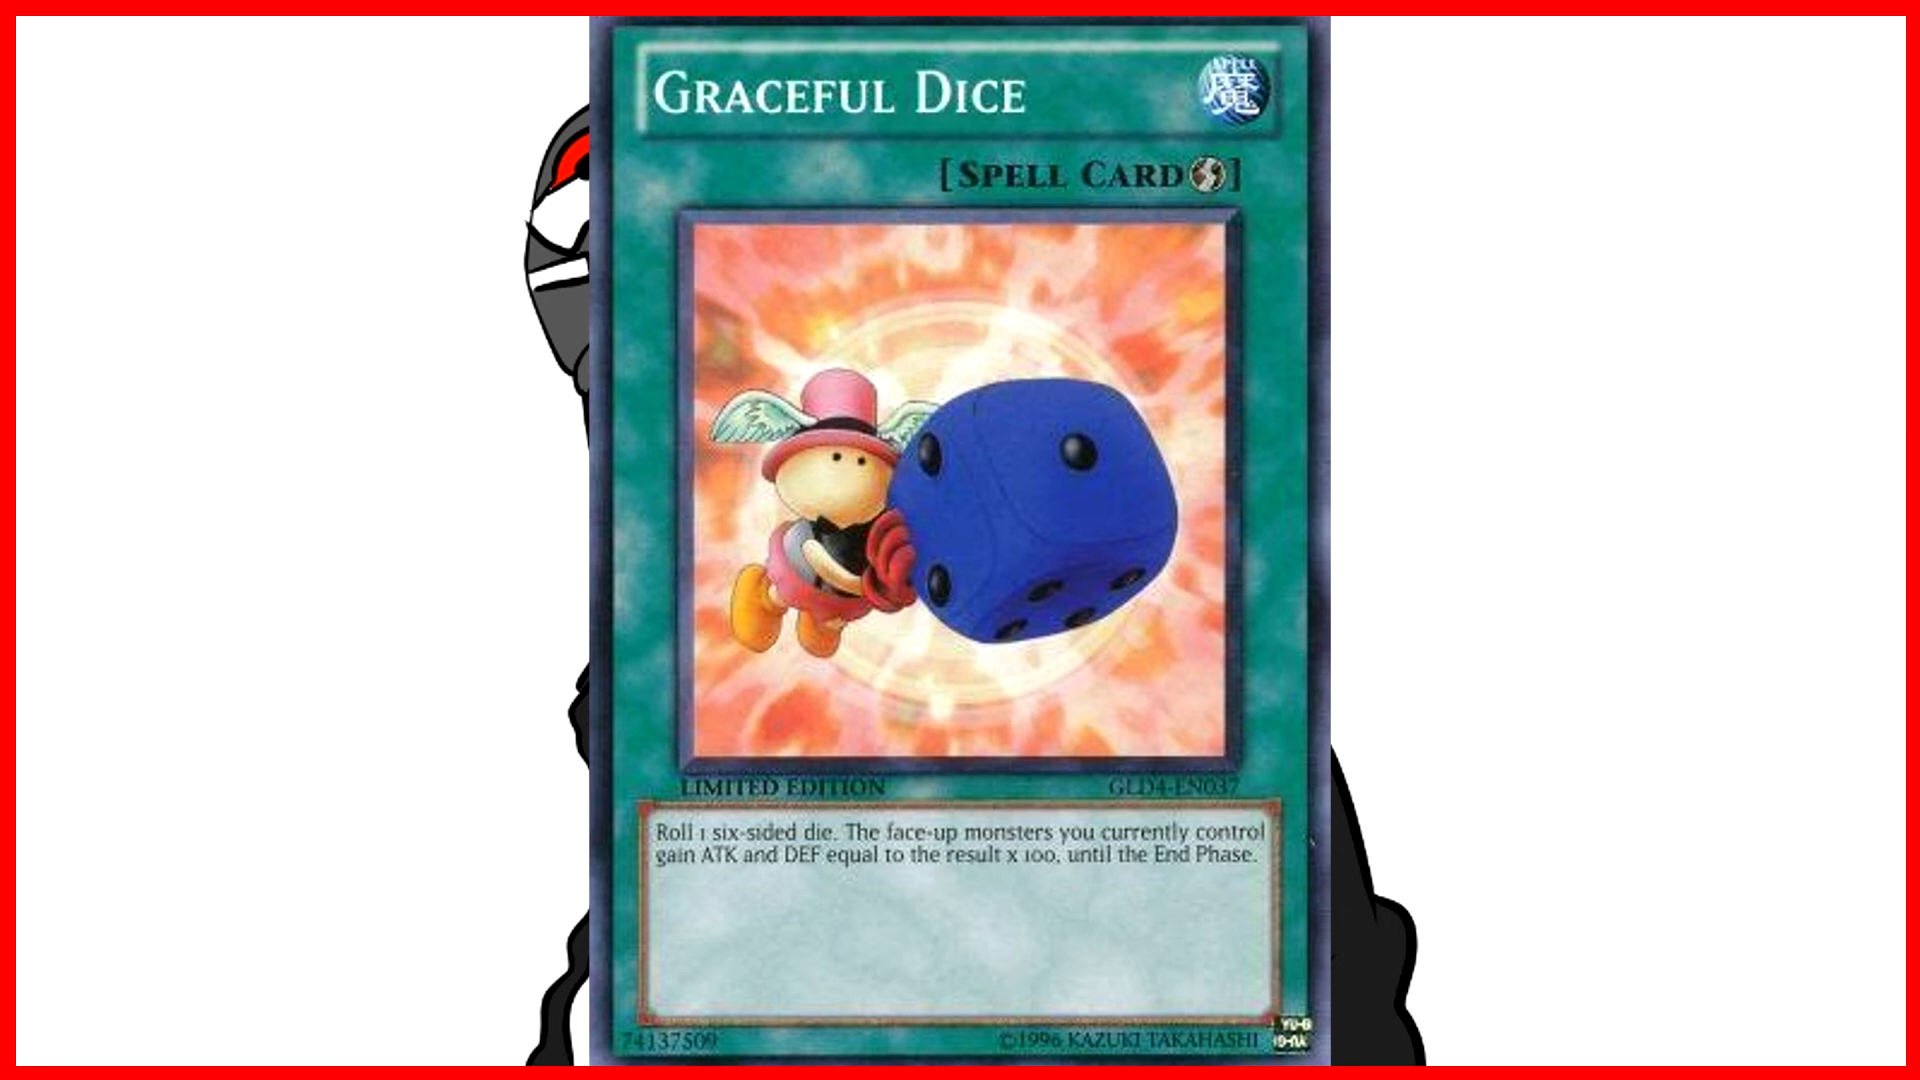 GRACEFUL DICE
魔
[SPELL CARD]
LIMITED EDITION
GLD4-EN037
Roll 1 six-sided die. The face-up monsters you currently control
gain ATK and DEF equal to the result x 100, until the End Phase.
74137509
©1996 KAZUKI TAKAHASHI